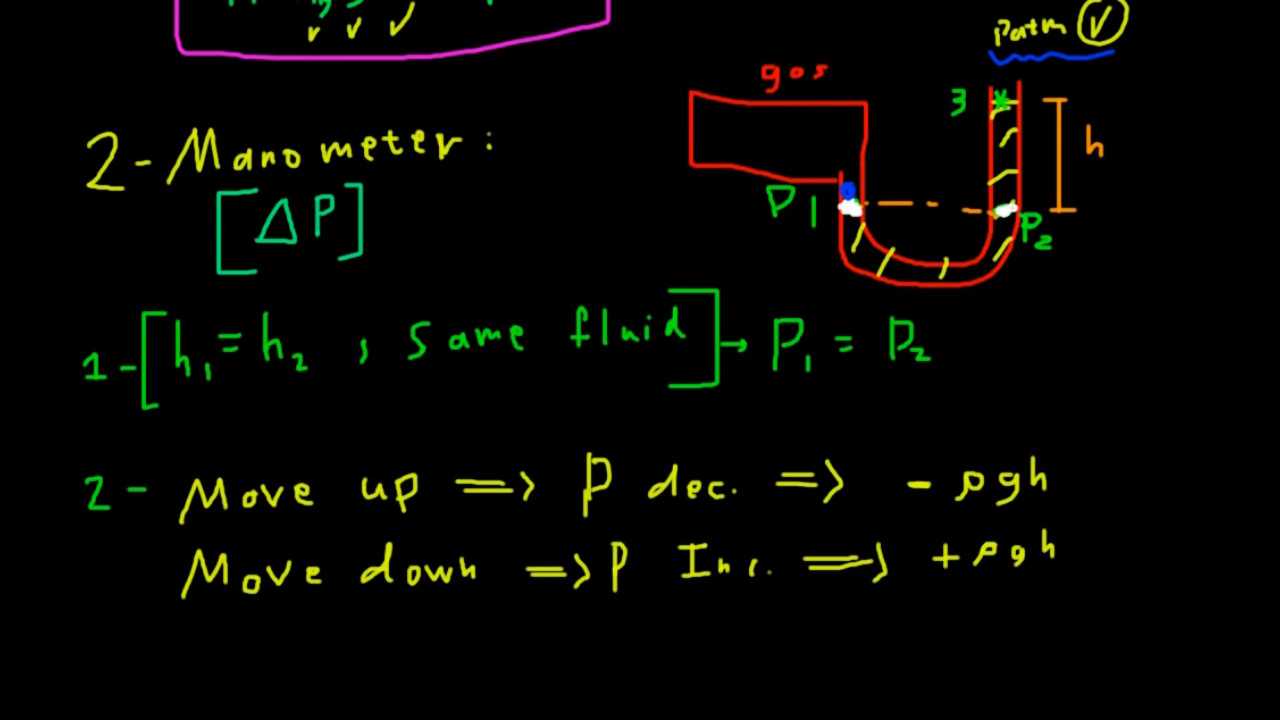 Patm ✓
gas
3
h
2- Manometer:
[ΔP]
P1
P2
1- [h₁ = h₂ , same fluid] → P₁ = P₂
2- Move up ⟹ P dec. ⟹ - ρgh
Move down ⟹ P Inc. ⟹ + ρgh